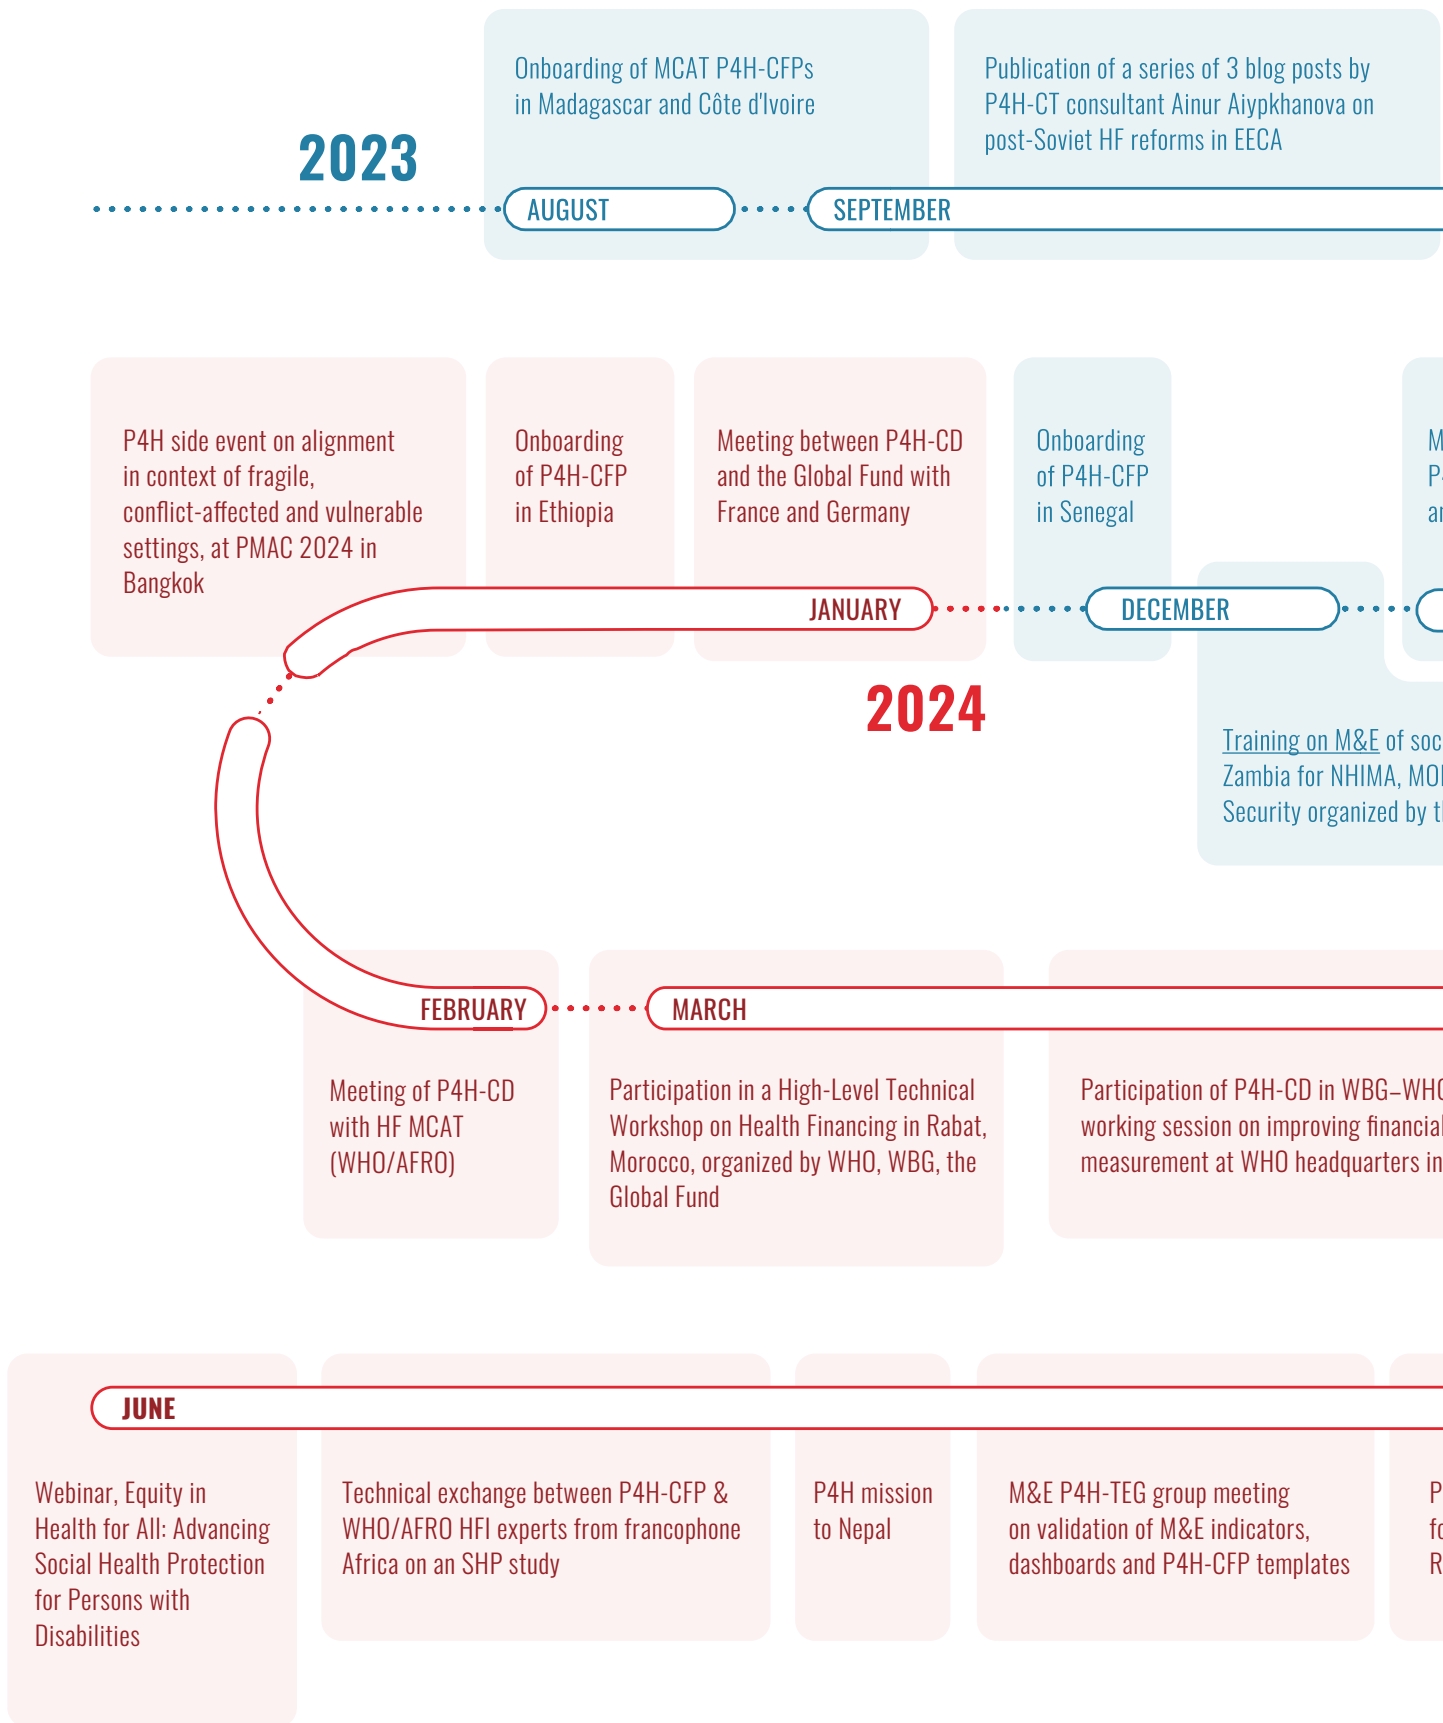 Onboarding of MCAT P4H-CFPs
in Madagascar and Côte d'Ivoire
Publication of a series of 3 blog posts by
P4H-CT consultant Ainur Aiypkhanova on
post-Soviet HF reforms in EECA
2023
AUGUST
SEPTEMBER
P4H side event on alignment
in context of fragile,
conflict-affected and vulnerable
settings, at PMAC 2024 in
Bangkok
Onboarding
of P4H-CFP
in Ethiopia
Meeting between P4H-CD
and the Global Fund with
France and Germany
Onboarding
of P4H-CFP
in Senegal
JANUARY
DECEMBER
2024
Training on M&E of
Zambia for NHIMA,
Security organized by
FEBRUARY
MARCH
Meeting of P4H-CD
with HF MCAT
(WHO/AFRO)
Participation in a High-Level Technical
Workshop on Health Financing in Rabat,
Morocco, organized by WHO, WBG, the
Global Fund
Participation of P4H-CD in WBG–WHO
working session on improving financial
measurement at WHO headquarters in
JUNE
Webinar, Equity in
Health for All: Advancing
Social Health Protection
for Persons with
Disabilities
Technical exchange between P4H-CFP &
WHO/AFRO HFI experts from francophone
Africa on an SHP study
P4H mission
to Nepal
M&E P4H-TEG group meeting
on validation of M&E indicators,
dashboards and P4H-CFP templates